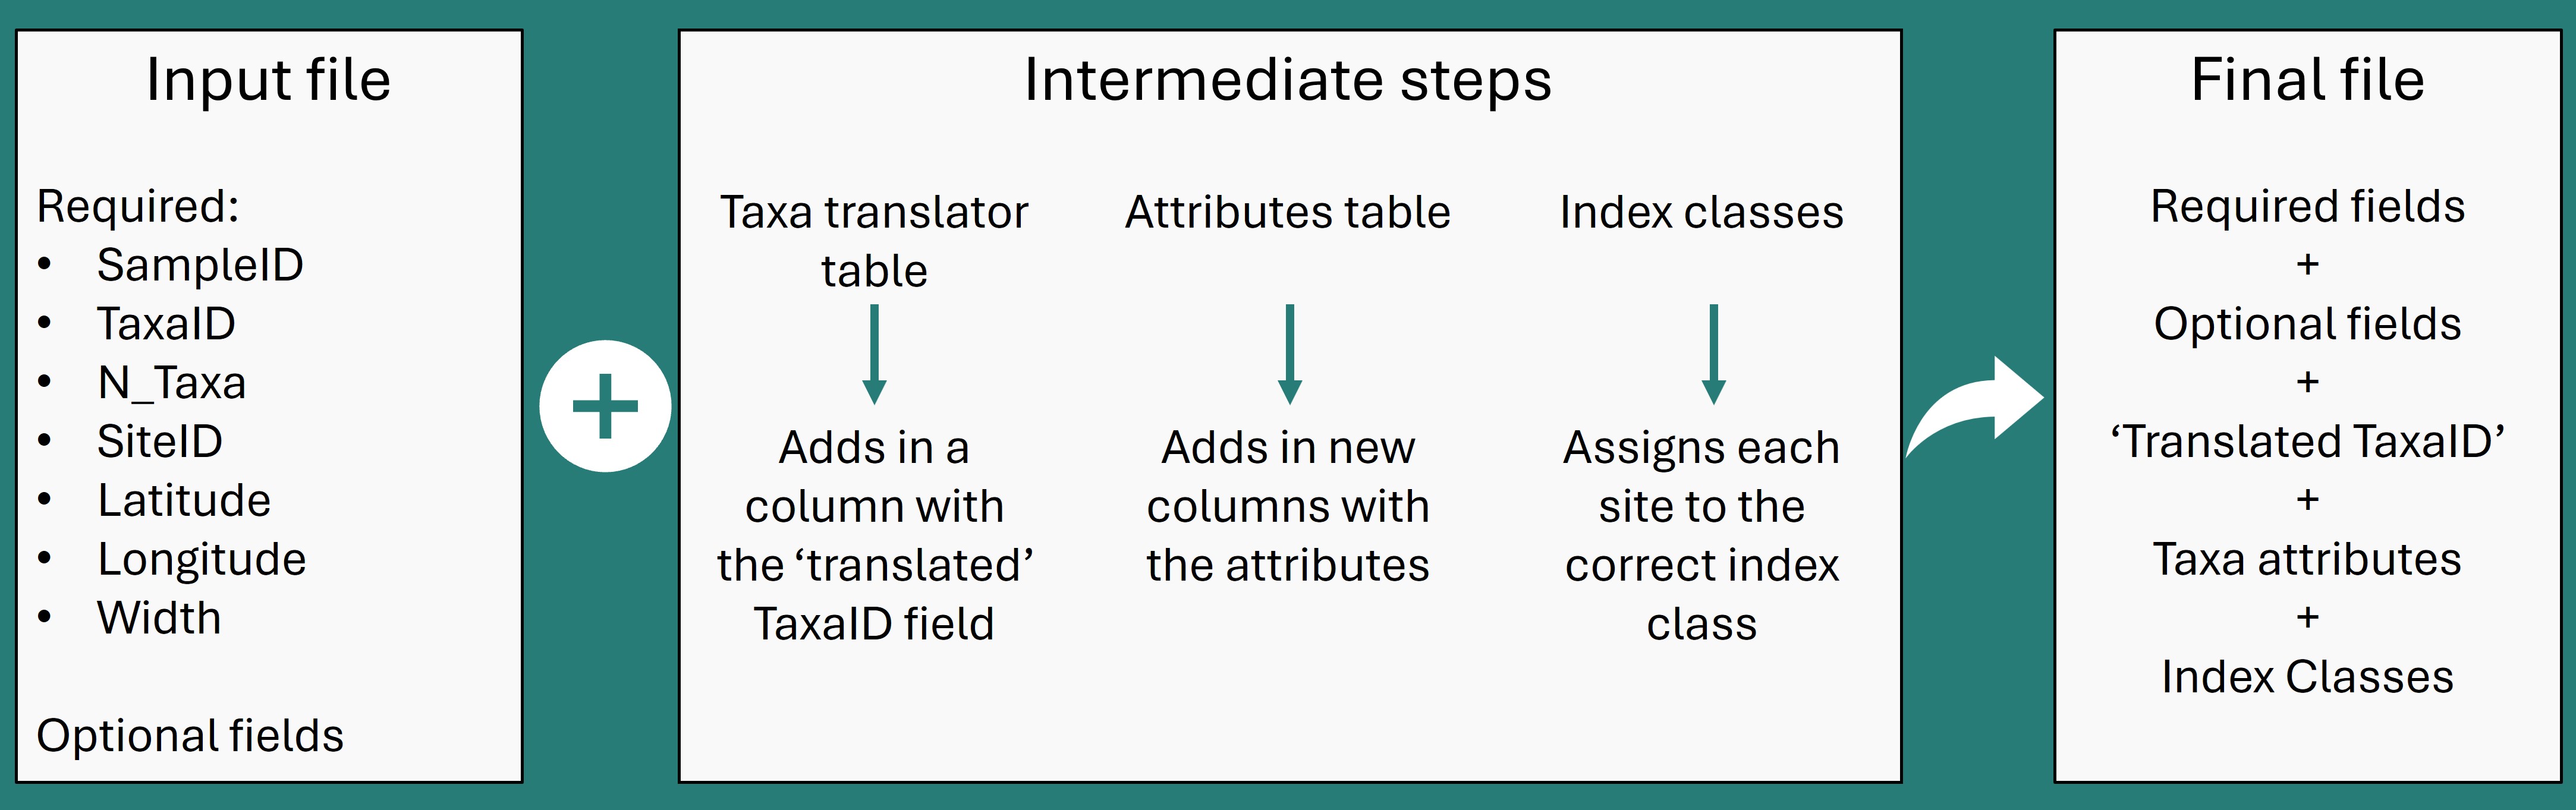 Input file
Required:
• SampleID
• TaxaID
• N_Taxa
• SiteID
• Latitude
• Longitude
• Width
Optional fields
+
Intermediate steps
Taxa translator
table
Adds in a
column with
the ‘translated’
TaxaID field
Attributes table
Adds in new
columns with
the attributes
Index classes
Assigns each
site to the
correct index
class
Final file
Required fields
+
Optional fields
+
‘Translated TaxaID’
+
Taxa attributes
+
Index Classes